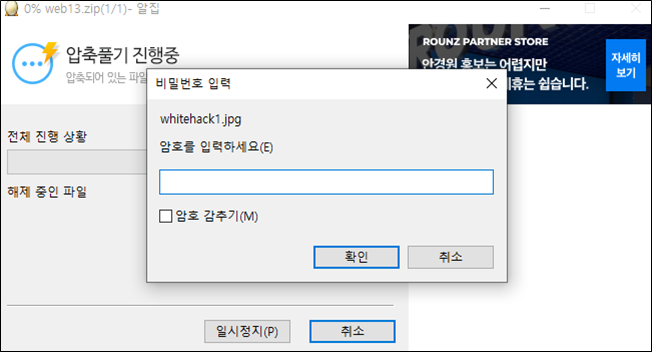 0% web13.zip(1/1)- 알집
압축풀기 진행중
압축되어 있는 파일
ROUNZ PARTNER STORE
안경원 홍보는 어렵지만
제휴는 쉽습니다.
자세히
보기
비밀번호 입력
whitehack1.jpg
암호를 입력하세요(E)
암호 감추기(M)
확인
취소
전체 진행 상황
해제 중인 파일
일시정지(P)
취소